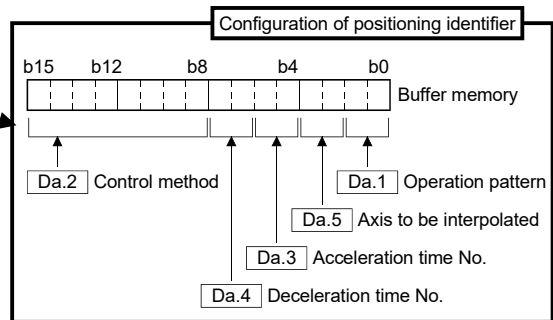 Configuration of positioning identifier
b15 b12 b8 b4 b0
Buffer memory
Da.2 Control method
Da.1 Operation pattern
Da.5 Axis to be interpolated
Da.3 Acceleration time No.
Da.4 Deceleration time No.